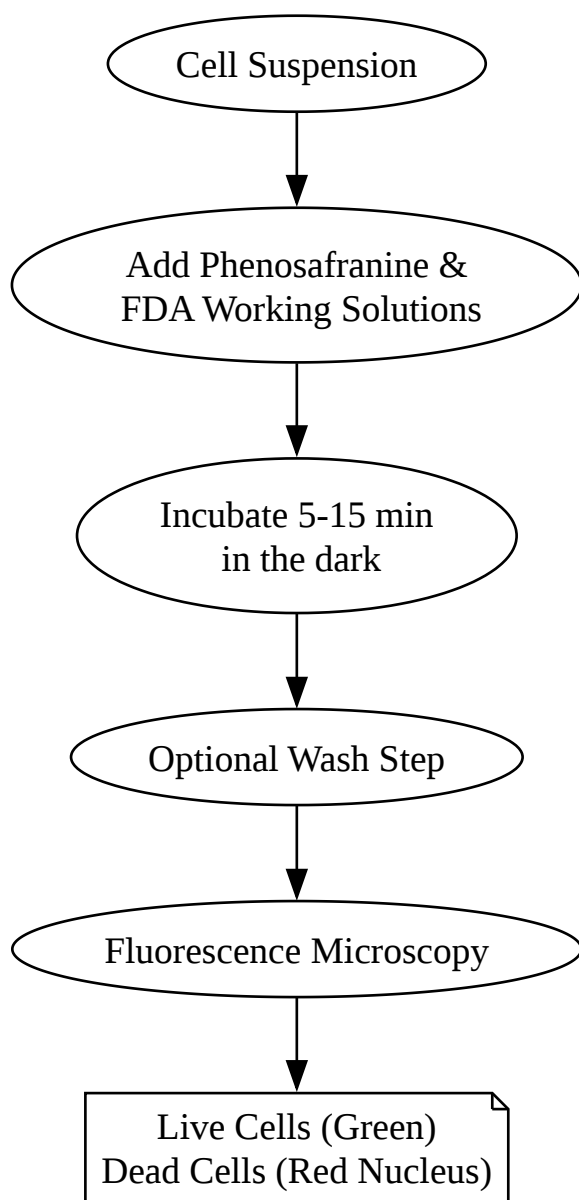 Cell Suspension
Add Phenosafranine &
FDA Working Solutions
Incubate 5-15 min
in the dark
Optional Wash Step
Fluorescence Microscopy
Live Cells (Green)
Dead Cells (Red Nucleus)